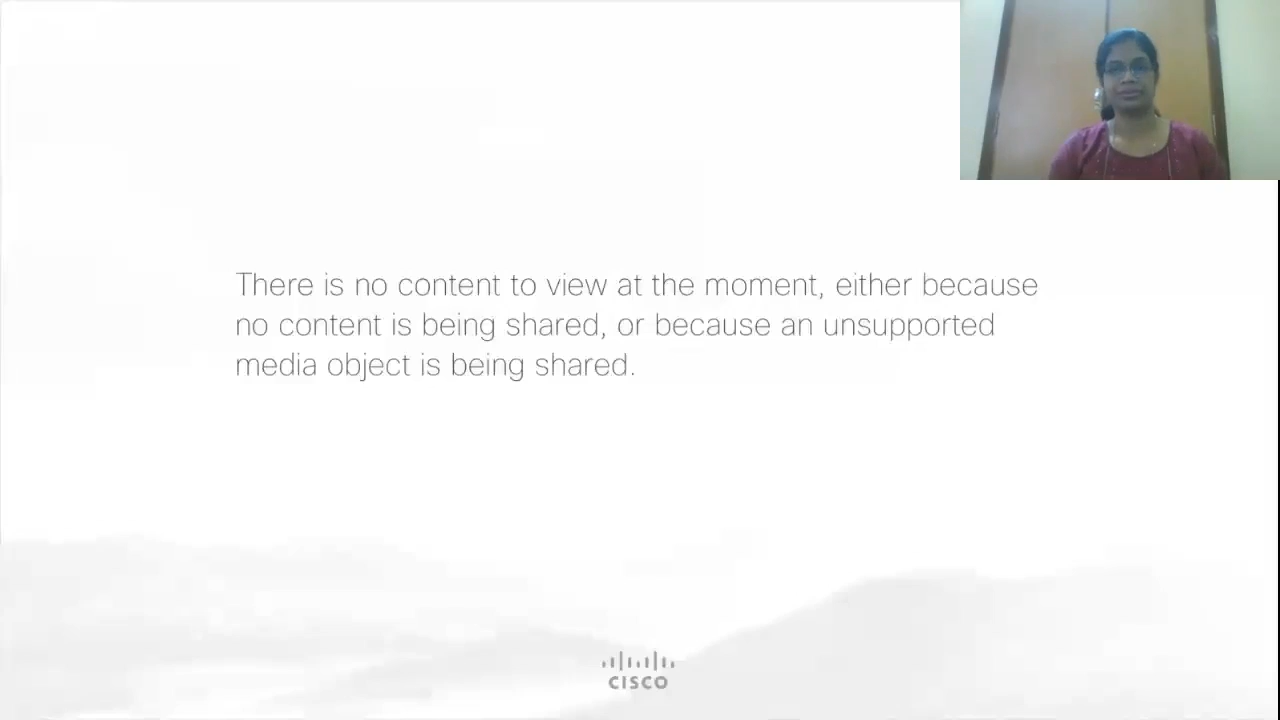 There is no content to view at the moment, either because
no content is being shared, or because an unsupported
media object is being shared.
CISCO